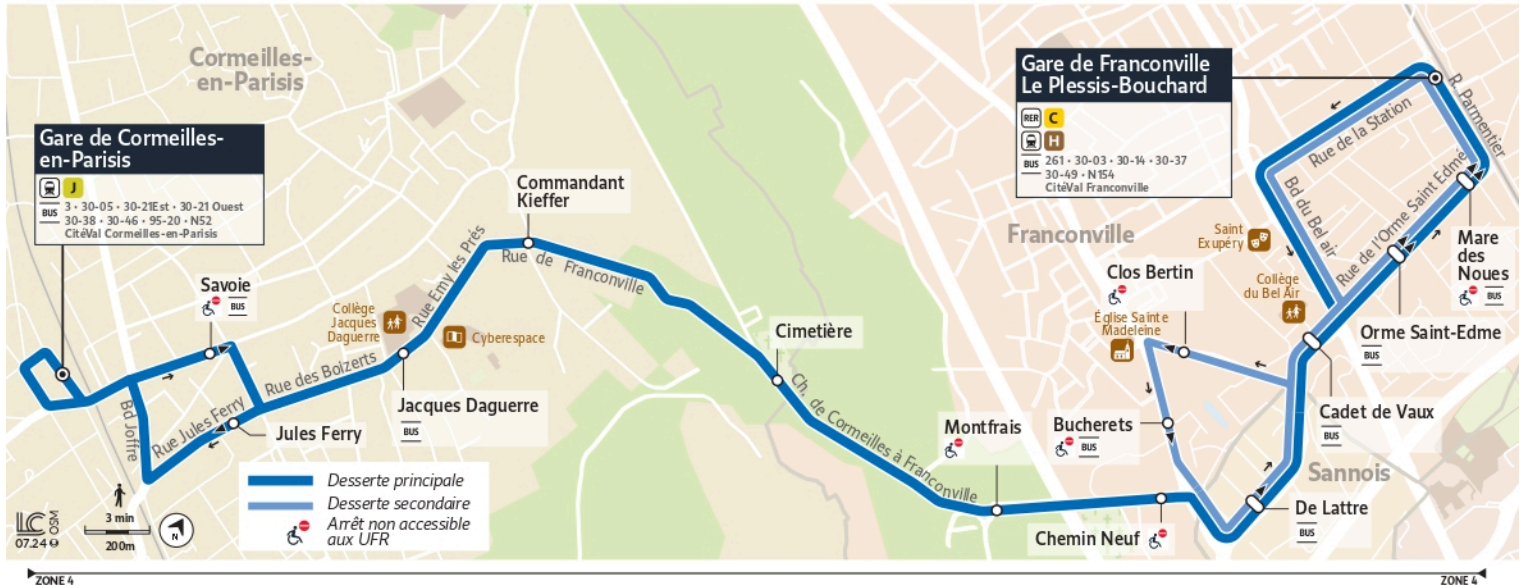 Cormeilles-
en-Parisis
Gare de Cormeilles-
en-Parisis
J
BUS
3 · 30-05 · 30-21Est · 30-21 Ouest
30-38 · 30-46 · 95-20 · N52
CitéVal Cormeilles-en-Parisis
Savoie
BUS
Bd Joffre
Rue Jules Ferry
Jules Ferry
Rue des Boizerts
Collège
Jacques
Daguerre
Rue Emy les Prés
Cyberespace
Jacques Daguerre
BUS
Commandant
Kieffer
Rue de Franconville
Cimetière
Ch. de Cormeilles à Franconville
Montfrais
Chemin Neuf
Gare de Franconville
Le Plessis-Bouchard
RER C
H
BUS
261 · 30-03 · 30-14 · 30-37
30-49 · N154
CitéVal Franconville
Franconville
Saint
Exupéry
Clos Bertin
Église Sainte
Madeleine
Collège
du Bel Air
Bucherets
BUS
Rue de la Station
R. Parmentier
Bd du Bel air
Rue de l'Orme Saint Edme
Mare
des
Noues
BUS
Orme Saint-Edme
BUS
Cadet de Vaux
BUS
Sannois
De Lattre
BUS
Desserte principale
Desserte secondaire
Arrêt non accessible
aux UFR
LC OSM
07.24
3 min
200m
N
ZONE 4
ZONE 4